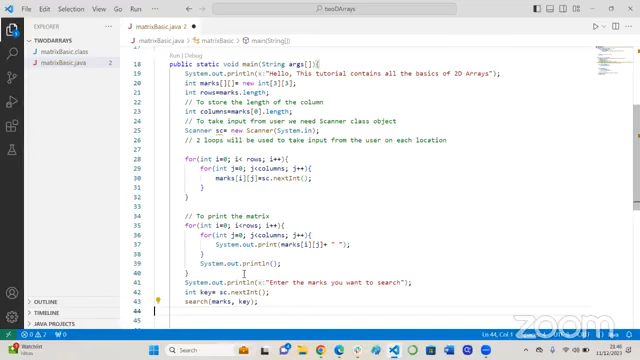 File Edit Selection View Go Run
twoDArrays
EXPLORER
TWODARRAYS
matrixBasic.class
matrixBasic.java
OUTLINE
TIMELINE
JAVA PROJECTS
matrixBasic.java
matrixBasic.java > matrixBasic > main(String[])
17
Run | Debug
18 public static void main(String args[]){
19 System.out.println(x:"Hello, This tutorial contains all the basics of 2D Arrays");
20 int marks[][]= new int[3][3];
21 int rows=marks.length;
22 // To store the length of the column
23 int columns=marks[0].length;
24 // To take input from user we need Scanner class object
25 Scanner sc= new Scanner(System.in);
26 // 2 loops will be used to take input from the user on each location
27
28 for(int i=0; i< rows; i++){
29 for(int j=0; j<columns; j++){
30 marks[i][j]=sc.nextInt();
31 }
32 }
33
34 // To print the matrix
35 for(int i=0; i<rows; i++){
36 for(int j=0; j<columns; j++){
37 System.out.print(marks[i][j]+ " ");
38 }
39 System.out.println();
40 }
41 System.out.println(x:"Enter the marks you want to search");
42 int key= sc.nextInt();
43 search(marks, key);
44
Ln 44, Col 1
zoom
Watchlist
Ideas
Search
21:46
11/12/2023